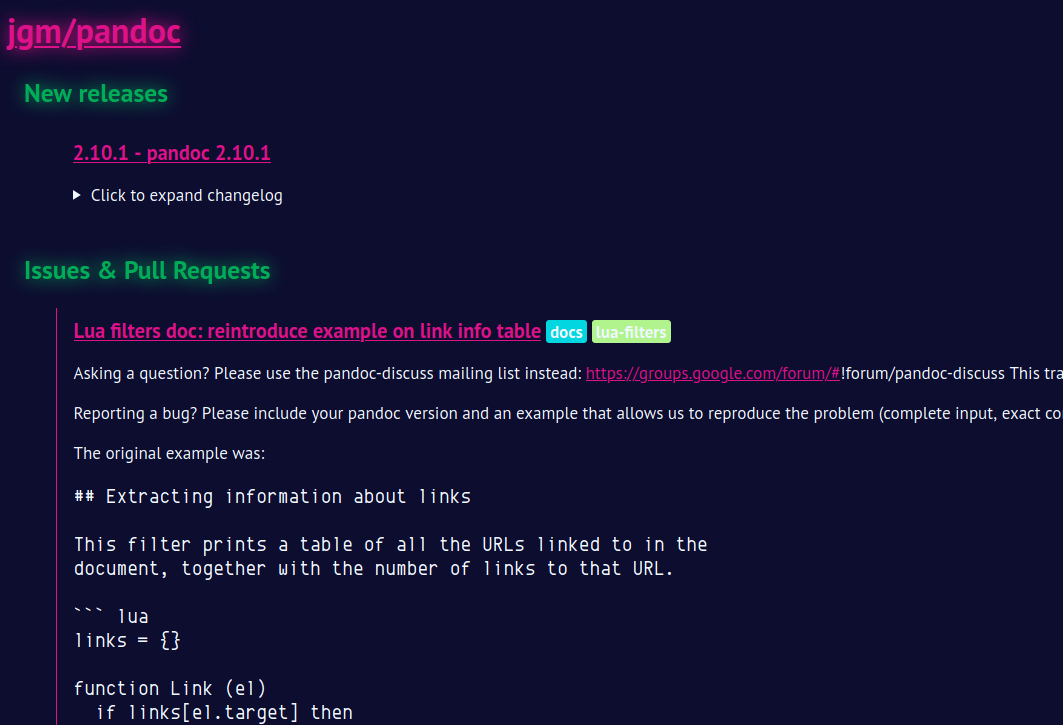 jgm/pandoc
New releases
2.10.1 - pandoc 2.10.1
Click to expand changelog
Issues & Pull Requests
Lua filters doc: reintroduce example on link info table docs lua-filters
Asking a question? Please use the pandoc-discuss mailing list instead: https://groups.google.com/forum/#!forum/pandoc-discuss This tra
Reporting a bug? Please include your pandoc version and an example that allows us to reproduce the problem (complete input, exact co
The original example was:
## Extracting information about links
This filter prints a table of all the URLs linked to in the
document, together with the number of links to that URL.
``` lua
links = {}
function Link (el)
if links[el.target] then